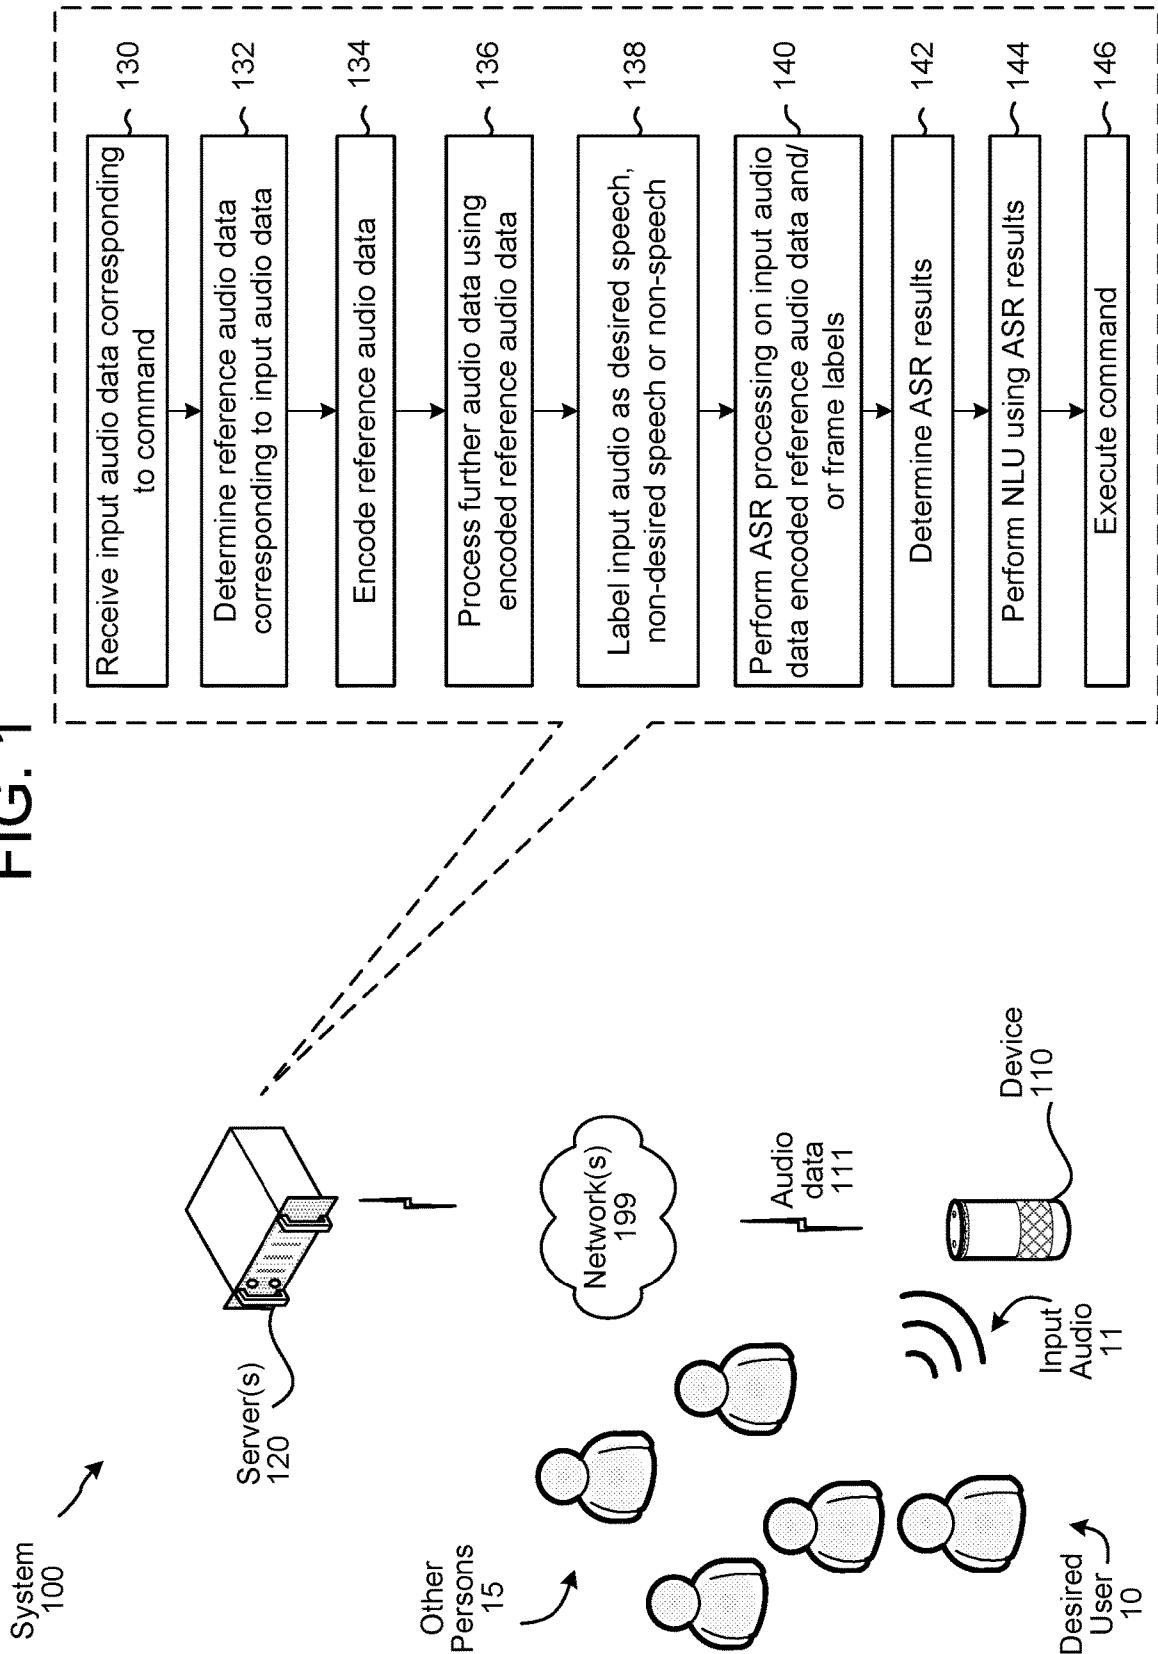 FIG. 1
System
100
Server(s)
120
Other
Persons
15
Desired
User
10
Network(s)
199
Audio
data
111
Input
Audio
11
Device
110
Receive input audio data corresponding
to command
130
Determine reference audio data
corresponding to input audio data
132
Encode reference audio data
134
Process further audio data using
encoded reference audio data
136
Label input audio as desired speech,
non-desired speech or non-speech
138
Perform ASR processing on input audio
data encoded reference audio data and/
or frame labels
140
Determine ASR results
142
Perform NLU using ASR results
144
Execute command
146